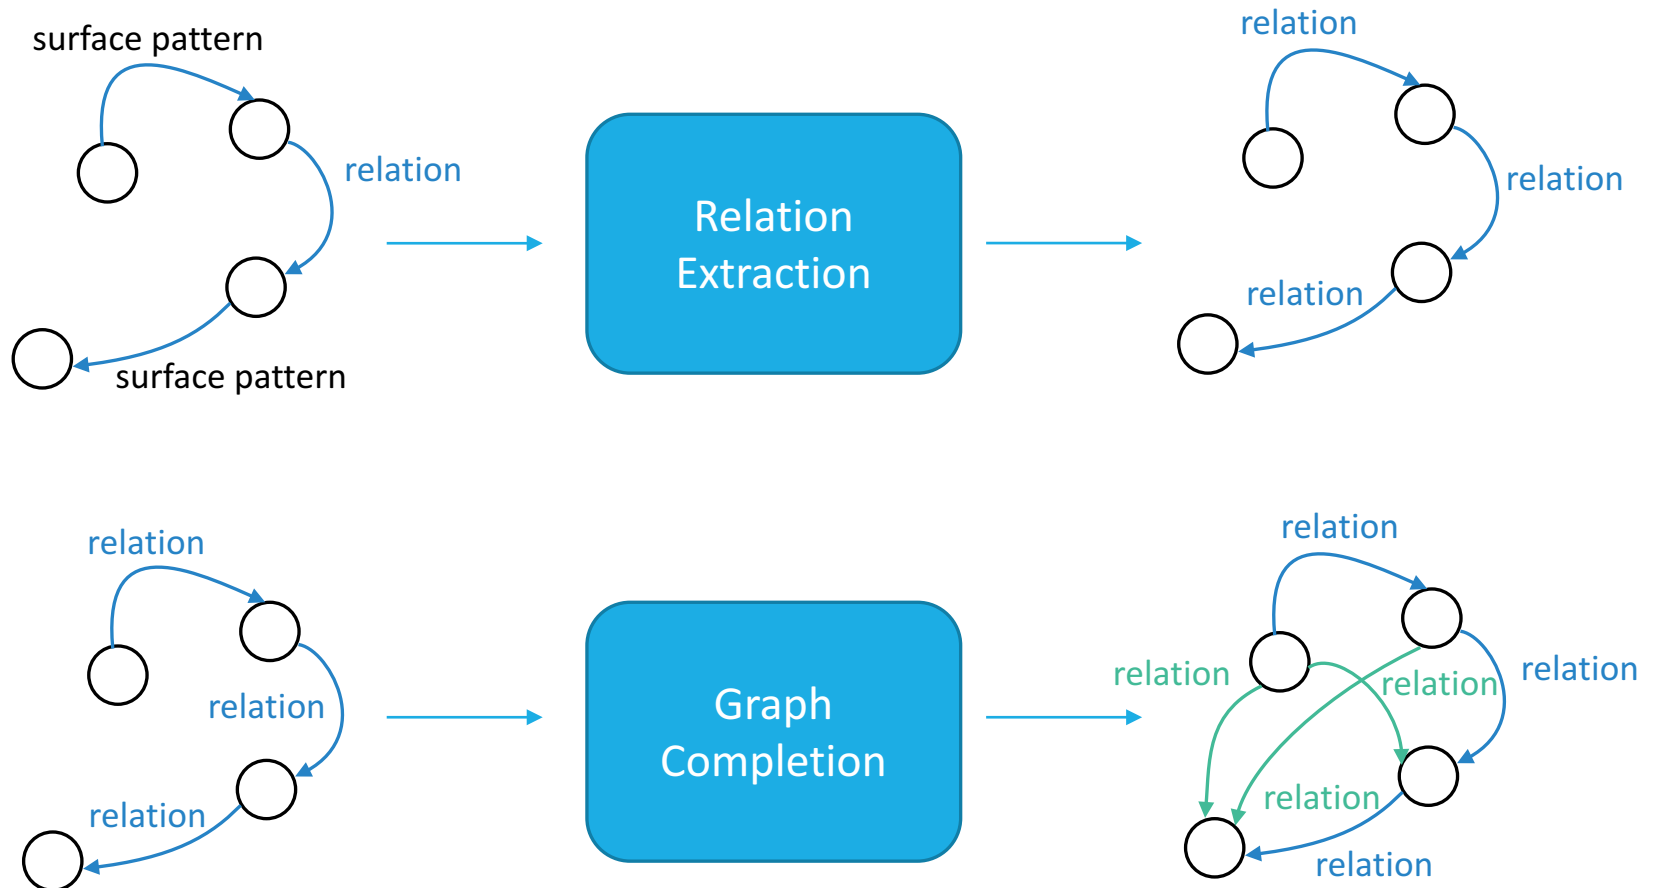 surface pattern
relation
surface pattern
Relation
Extraction
relation
relation
relation
relation
relation
relation
Graph
Completion
relation
relation
relation
relation
relation
relation